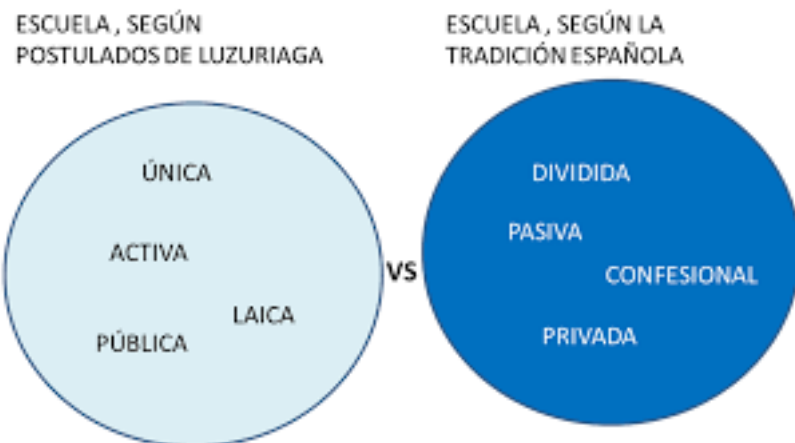 ESCUELA , SEGÚN
POSTULADOS DE LUZURIAGA
ÚNICA
ACTIVA
LAICA
PÚBLICA
VS
ESCUELA , SEGÚN LA
TRADICIÓN ESPAÑOLA
DIVIDIDA
PASIVA
CONFESIONAL
PRIVADA